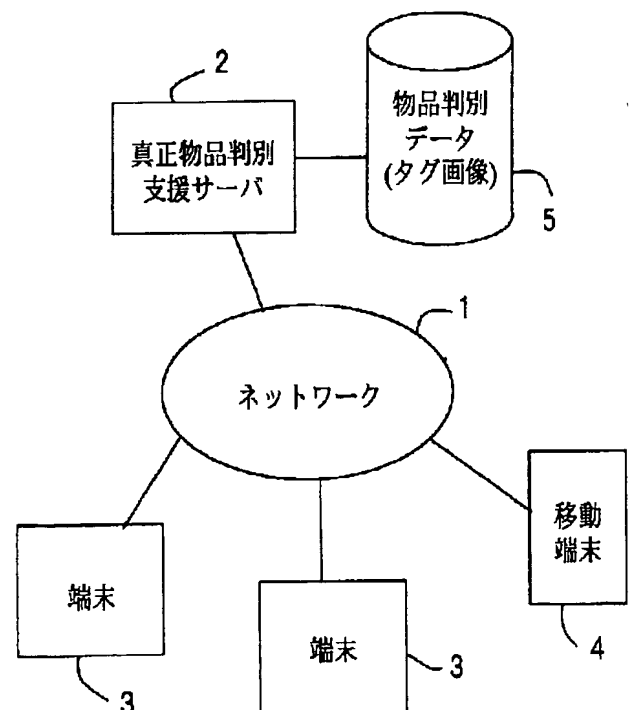 2
真正物品判別
支援サーバ
物品判別
データ
(タグ画像)
5
1
ネットワーク
移動
端末
4
端末
3
端末
3